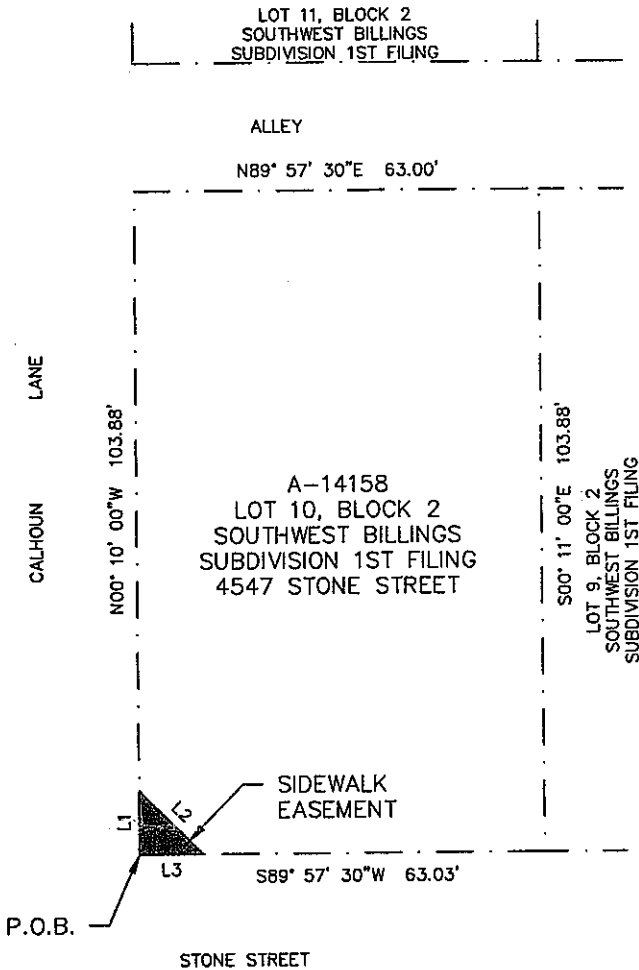 LOT 11, BLOCK 2
SOUTHWEST BILLINGS
SUBDIVISION 1ST FILING
ALLEY
N89° 57' 30"E 63.00'
CALHOUN LANE
N00° 10' 00"W 103.88'
A-14158
LOT 10, BLOCK 2
SOUTHWEST BILLINGS
SUBDIVISION 1ST FILING
4547 STONE STREET
S00° 11' 00"E 103.88'
LOT 9, BLOCK 2
SOUTHWEST BILLINGS
SUBDIVISION 1ST FILING
SIDEWALK
EASEMENT
L1
L2
L3
S89° 57' 30"W 63.03'
P.O.B.
STONE STREET